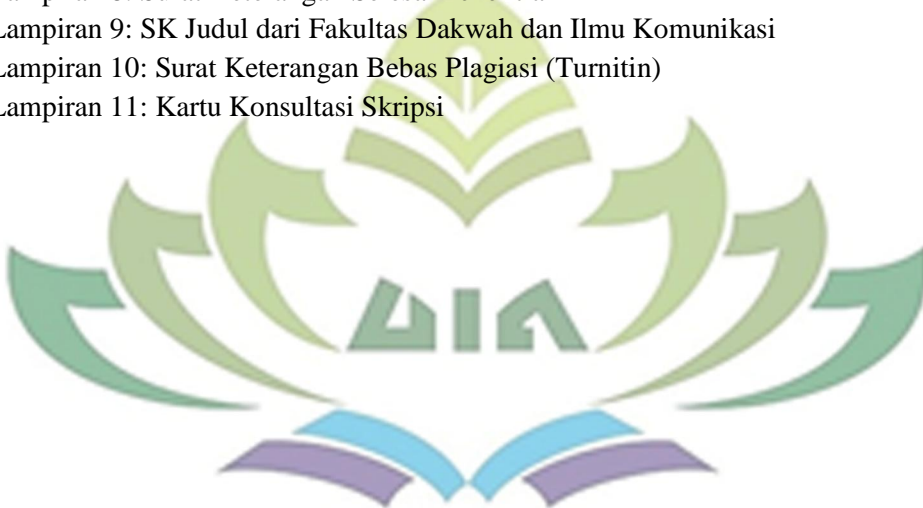 Lampiran 9: SK Judul dari Fakultas Dakwah dan Ilmu Komunikasi
Lampiran 10: Surat Keterangan Bebas Plagiasi (Turnitin)
Lampiran 11: Kartu Konsultasi Skripsi
UIN